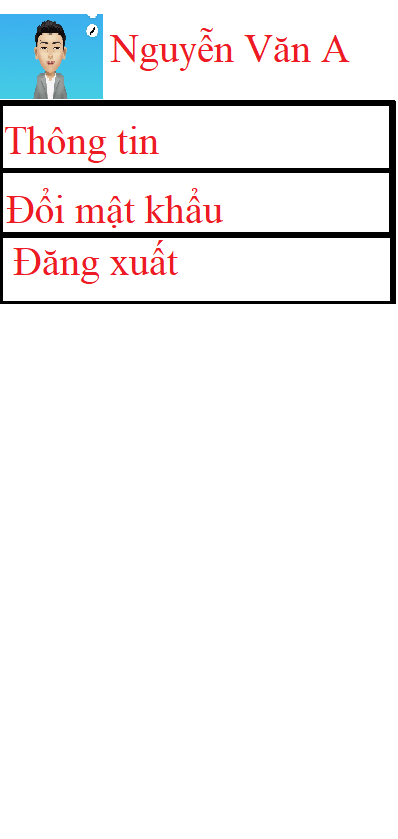 Nguyễn Văn A
Thông tin
Đổi mật khẩu
Đăng xuất